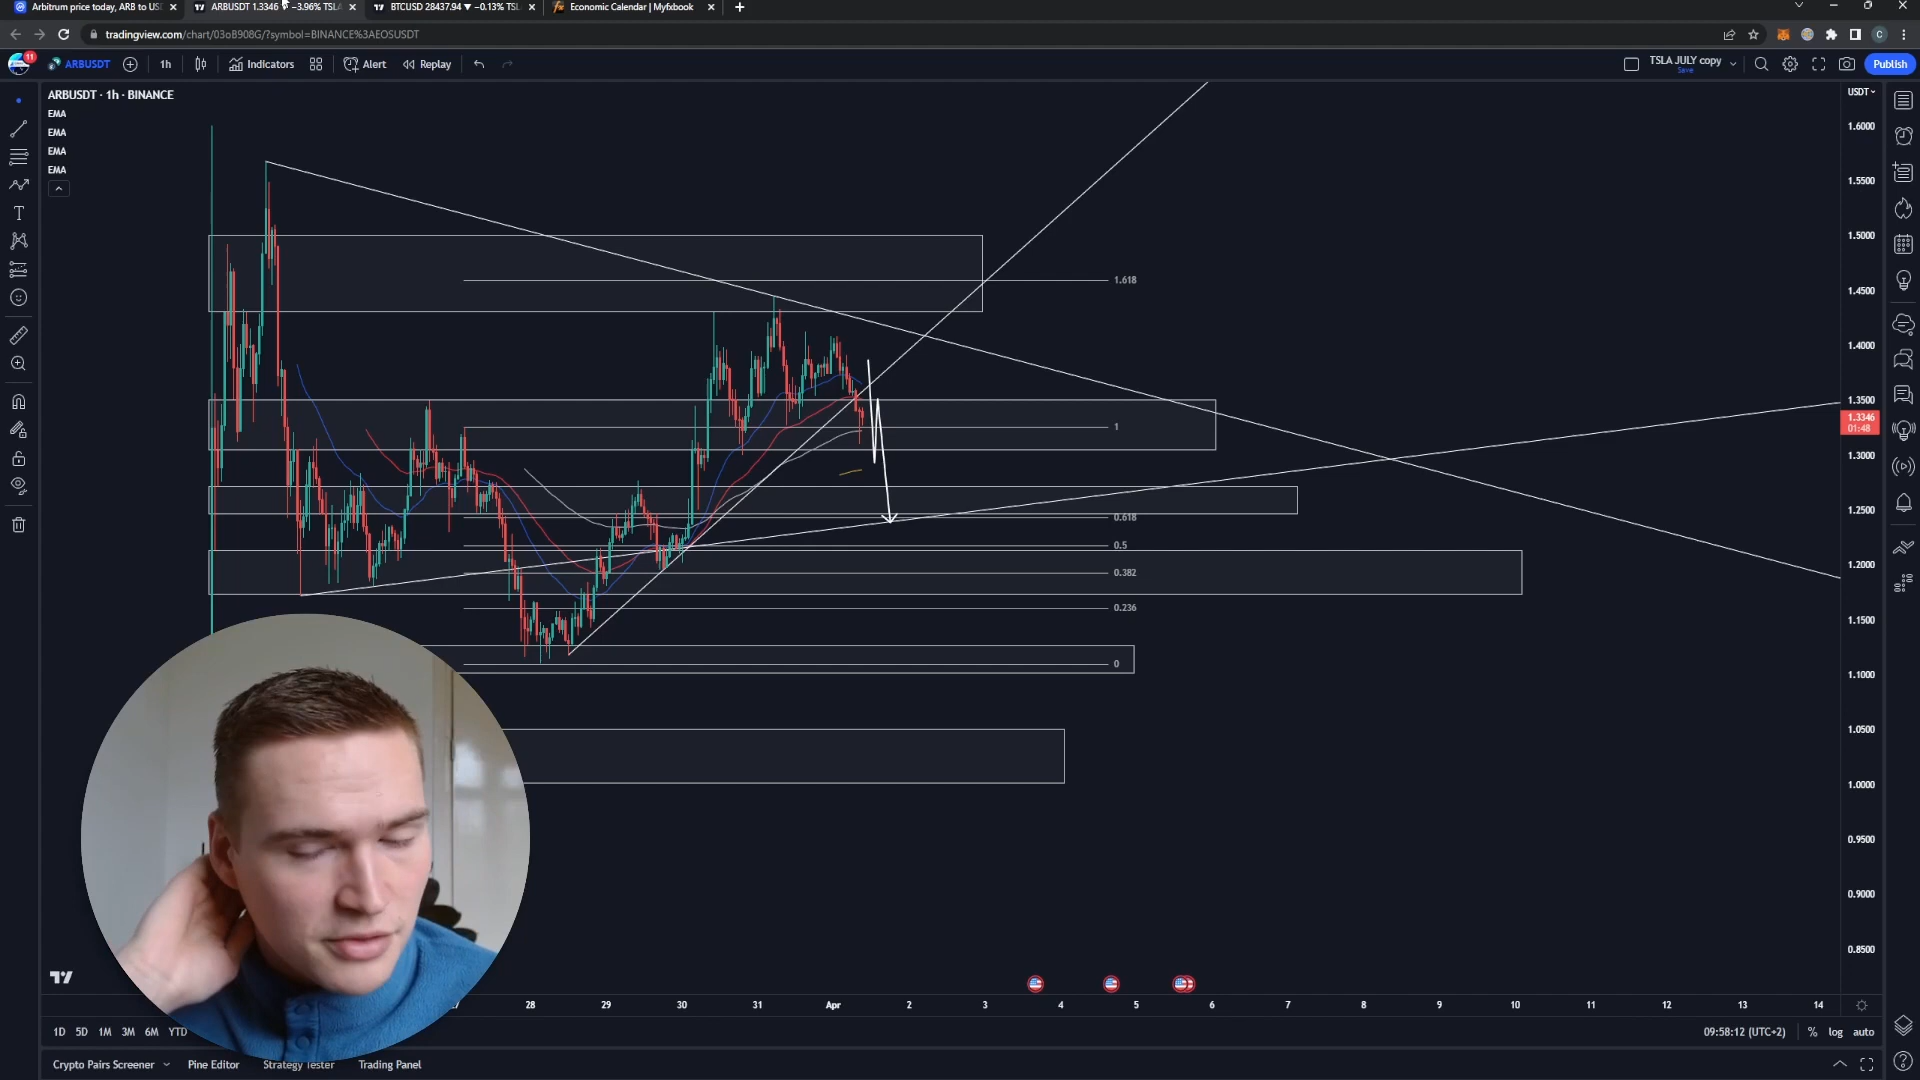 Arbitrum price today, ARB to US
ARBUSDT 1.3346 −3.96% TSLA
BTCUSD 28437.94 ▼ −0.13% TSL
Economic Calendar | Myfxbook
tradingview.com/chart/03oB908G/?symbol=BINANCE%3AEOSUSDT
11
ARBUSDT
1h
Indicators
Alert
Replay
TSLA JULY copy
Save
Publish
ARBUSDT · 1h · BINANCE
USDT
EMA
EMA
EMA
EMA
1.6000
1.5500
1.5000
1.4500
1.4000
1.3500
1.3346
01:48
1.3000
1.2500
1.2000
1.1500
1.1000
1.0500
1.0000
0.9500
0.9000
0.8500
1.618
1
0.618
0.5
0.382
0.236
0
28
29
30
31
Apr
2
3
4
5
6
7
8
9
10
11
12
13
14
1D
5D
1M
3M
6M
YTD
09:58:12 (UTC+2)
%
log
auto
Crypto Pairs Screener
Pine Editor
Strategy Tester
Trading Panel